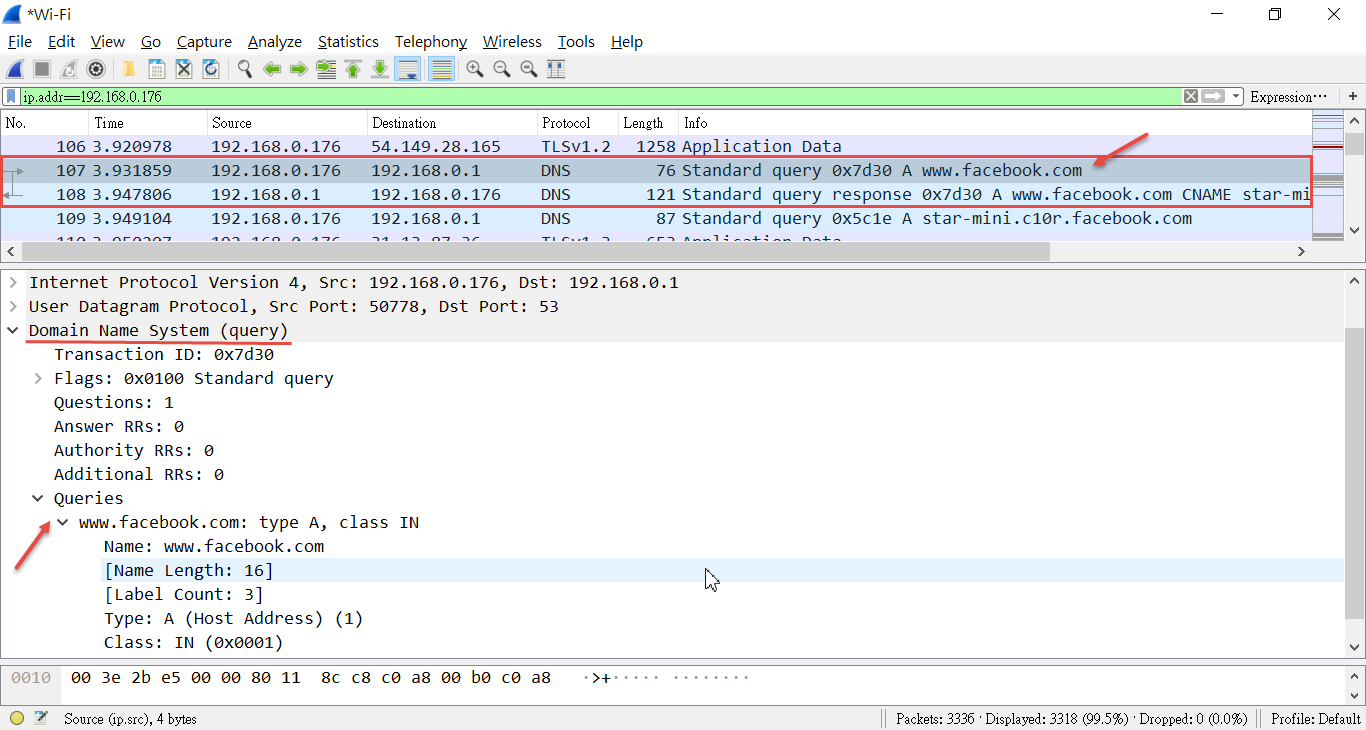 *Wi-Fi
File Edit View Go Capture Analyze Statistics Telephony Wireless Tools Help
ip.addr==192.168.0.176 Expression… +
No. Time Source Destination Protocol Length Info
106 3.920978 192.168.0.176 54.149.28.165 TLSv1.2 1258 Application Data
107 3.931859 192.168.0.176 192.168.0.1 DNS 76 Standard query 0x7d30 A www.facebook.com
108 3.947806 192.168.0.1 192.168.0.176 DNS 121 Standard query response 0x7d30 A www.facebook.com CNAME star-mi
109 3.949104 192.168.0.176 192.168.0.1 DNS 87 Standard query 0x5c1e A star-mini.c10r.facebook.com
Internet Protocol Version 4, Src: 192.168.0.176, Dst: 192.168.0.1
User Datagram Protocol, Src Port: 50778, Dst Port: 53
Domain Name System (query)
Transaction ID: 0x7d30
Flags: 0x0100 Standard query
Questions: 1
Answer RRs: 0
Authority RRs: 0
Additional RRs: 0
Queries
www.facebook.com: type A, class IN
Name: www.facebook.com
[Name Length: 16]
[Label Count: 3]
Type: A (Host Address) (1)
Class: IN (0x0001)
0010 00 3e 2b e5 00 00 80 11 8c c8 c0 a8 00 b0 c0 a8 ·>+····· ········
Source (ip.src), 4 bytes Packets: 3336 · Displayed: 3318 (99.5%) · Dropped: 0 (0.0%) Profile: Default